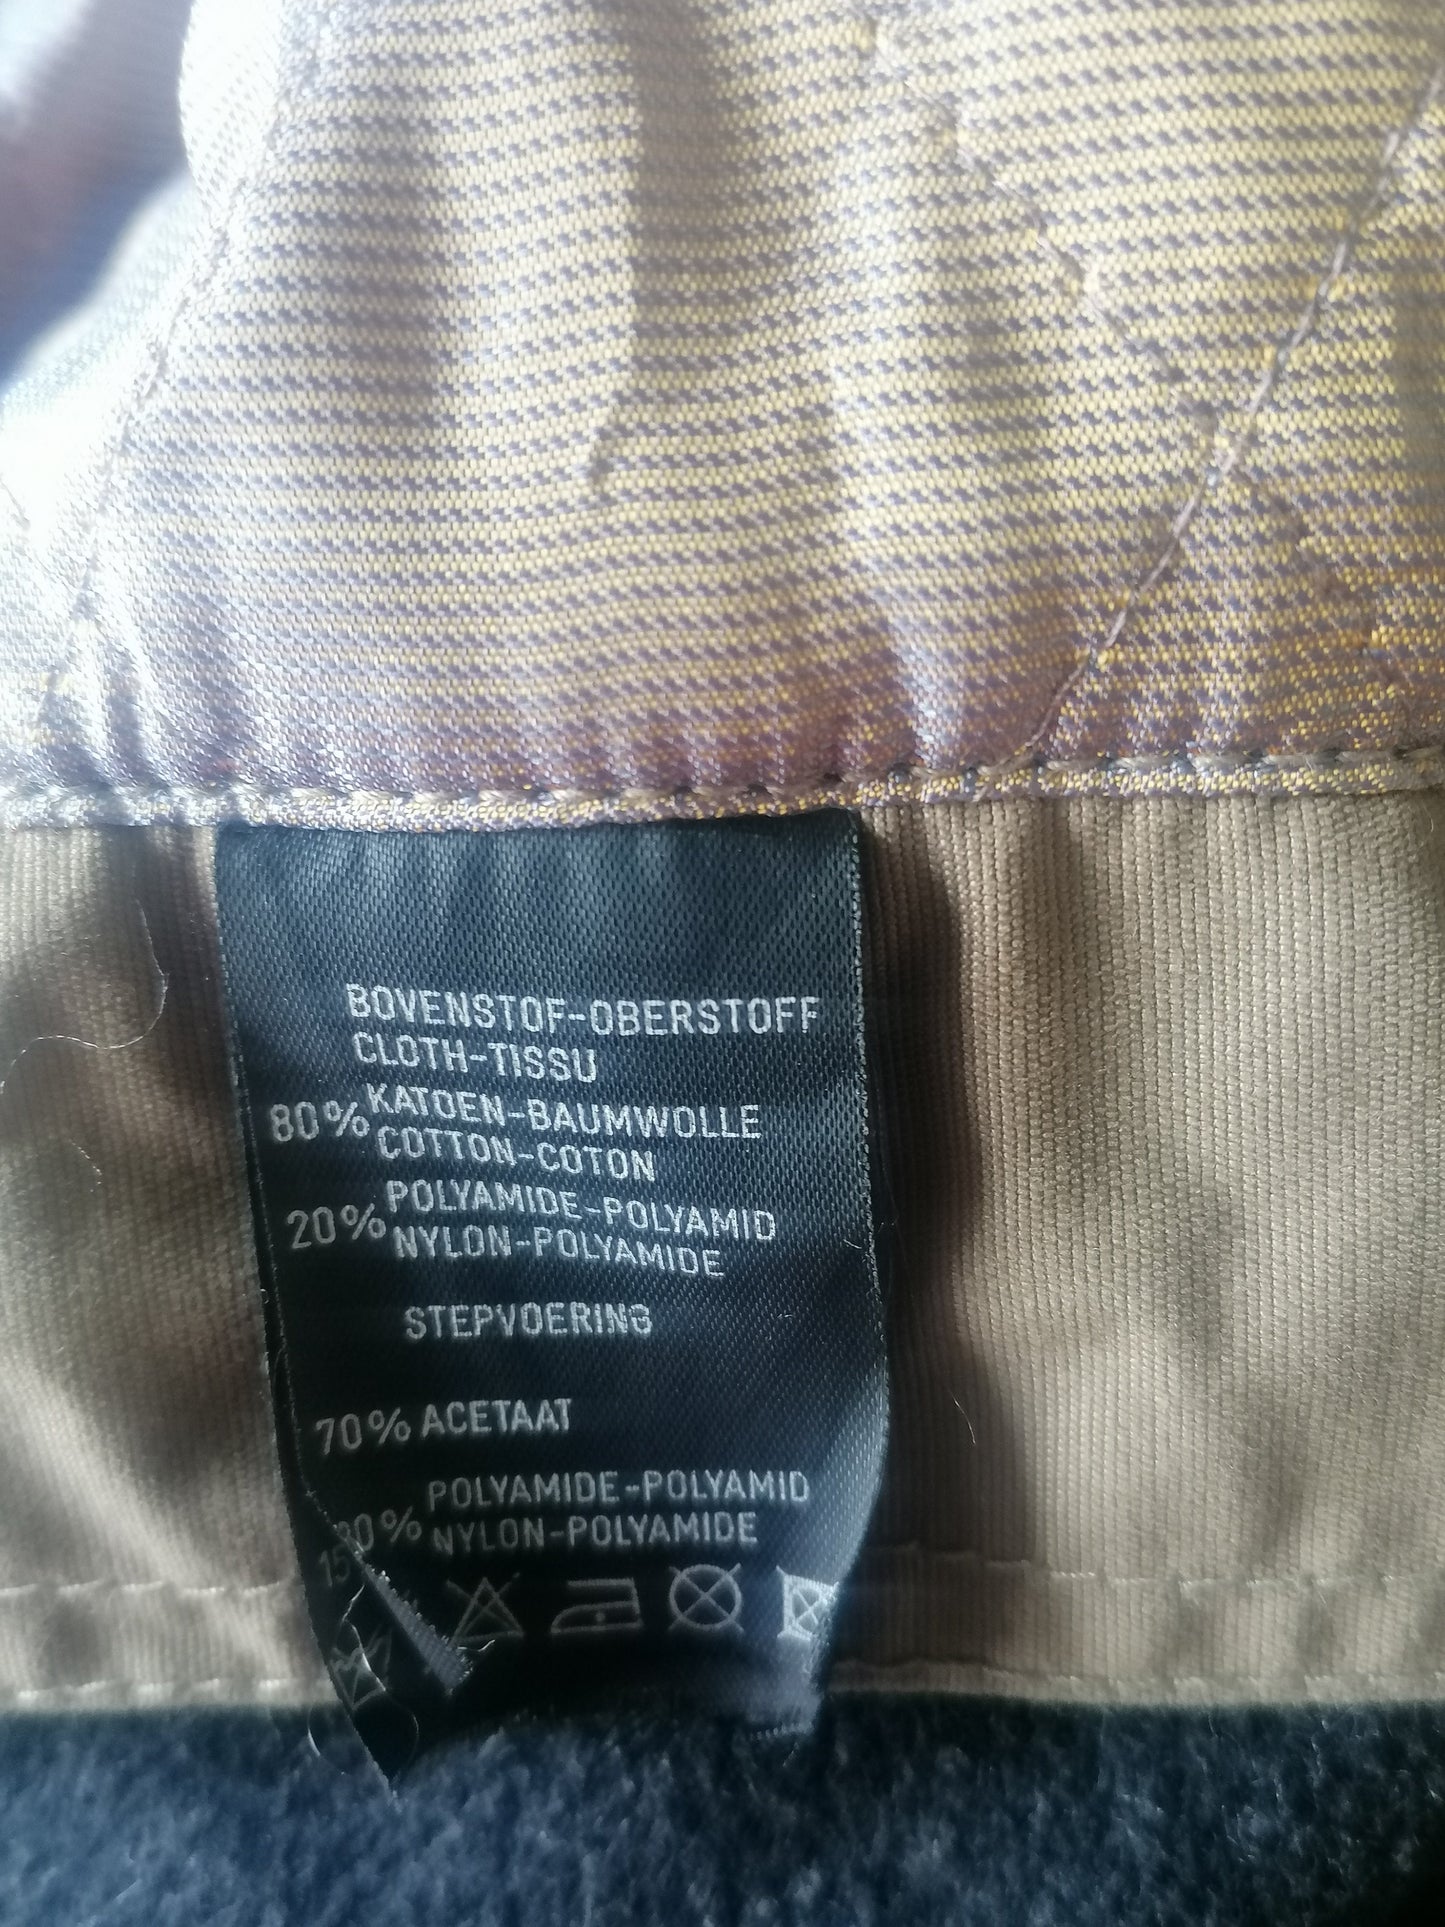 BOVENSTOF-OBERSTOFF
CLOTH-TISSU
80% KATOEN-BAUMWOLLE
COTTON-COTON
20% POLYAMIDE-POLYAMID
NYLON-POLYAMIDE
STEPVOERING
70% ACETAAT
30% POLYAMIDE-POLYAMID
NYLON-POLYAMIDE